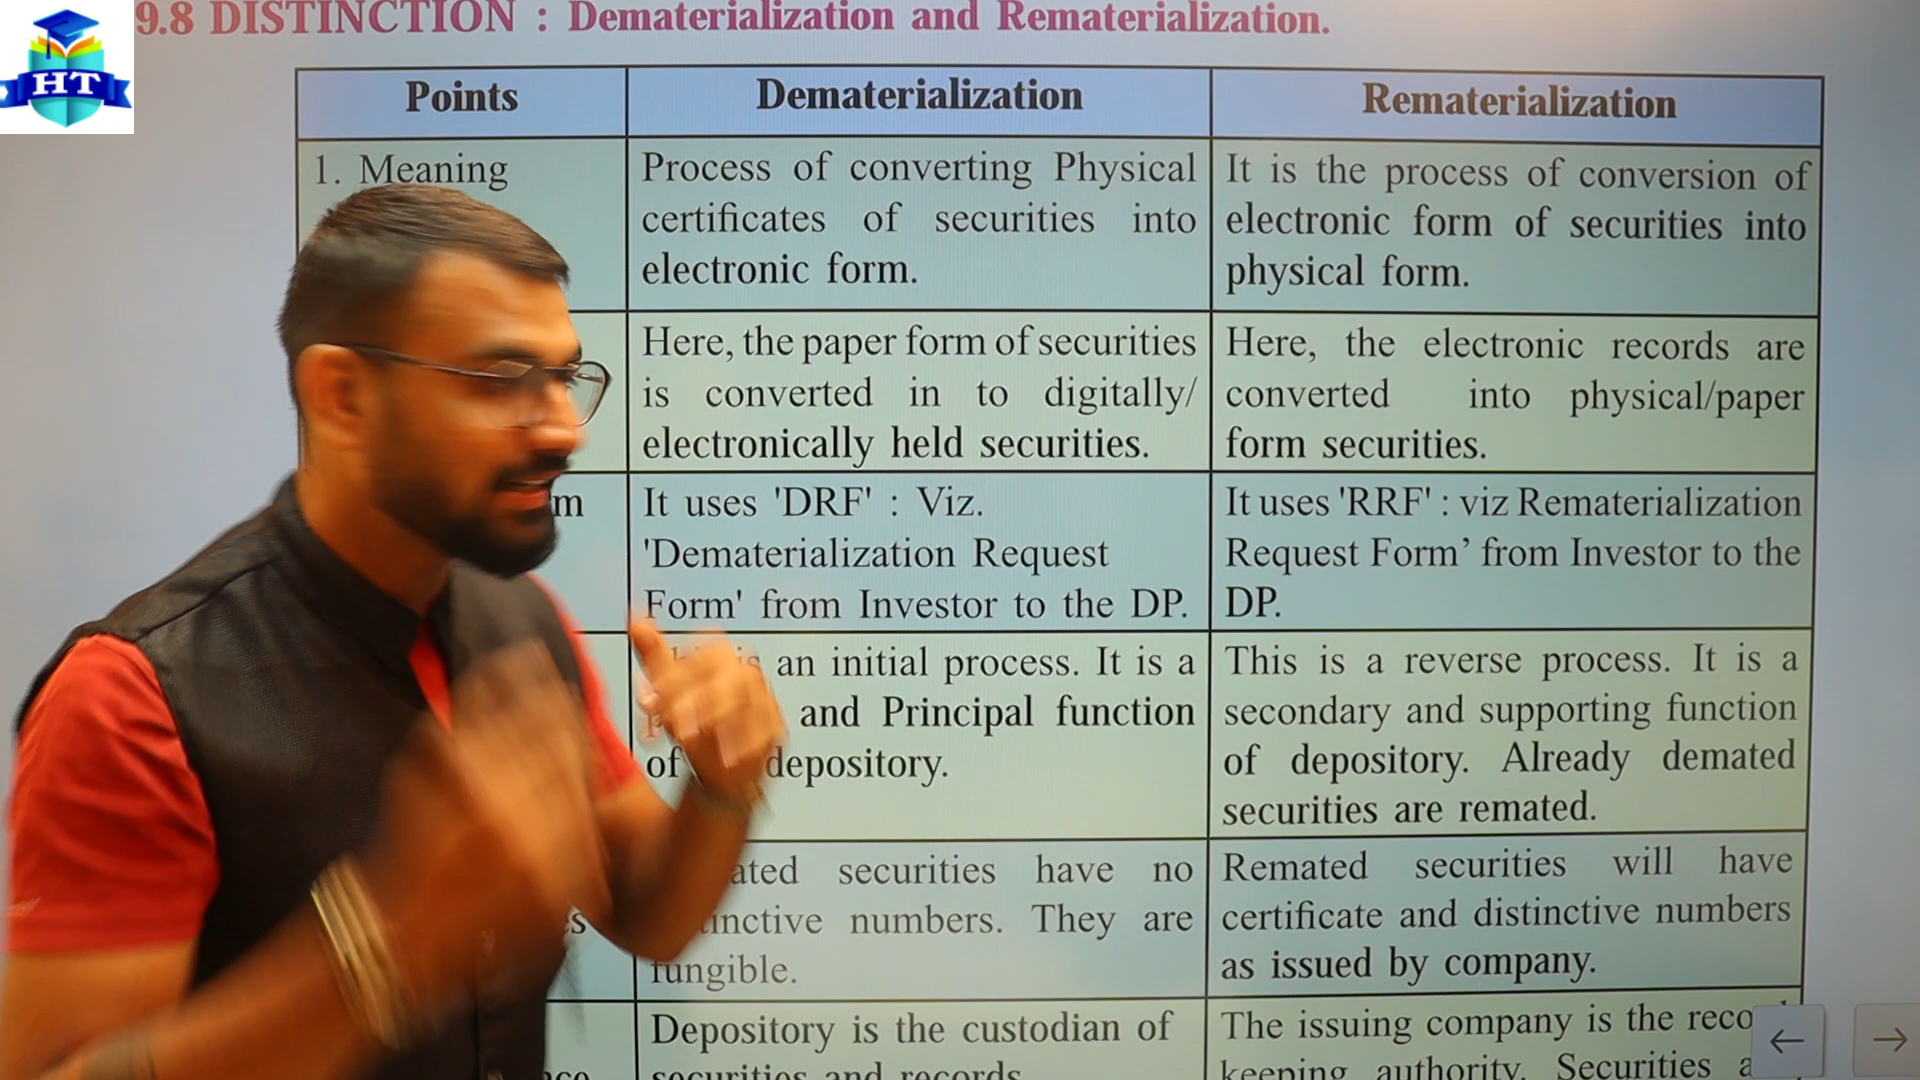 HT
9.8 DISTINCTION : Dematerialization and Rematerialization.
Points
Dematerialization
Rematerialization
1. Meaning
Process of converting Physical
certificates of securities into
electronic form.
It is the process of conversion of
electronic form of securities into
physical form.
Here, the paper form of securities
is converted in to digitally/
electronically held securities.
Here, the electronic records are
converted into physical/paper
form securities.
It uses 'DRF' : Viz.
'Dematerialization Request
Form' from Investor to the DP.
It uses 'RRF' : viz Rematerialization
Request Form’ from Investor to the
DP.
an initial process. It is a
and Principal function
of depository.
This is a reverse process. It is a
secondary and supporting function
of depository. Already demated
securities are remated.
securities have no
numbers. They are
fungible.
Remated securities will have
certificate and distinctive numbers
as issued by company.
Depository is the custodian of
securities and records
The issuing company is the
keeping authority. Securities